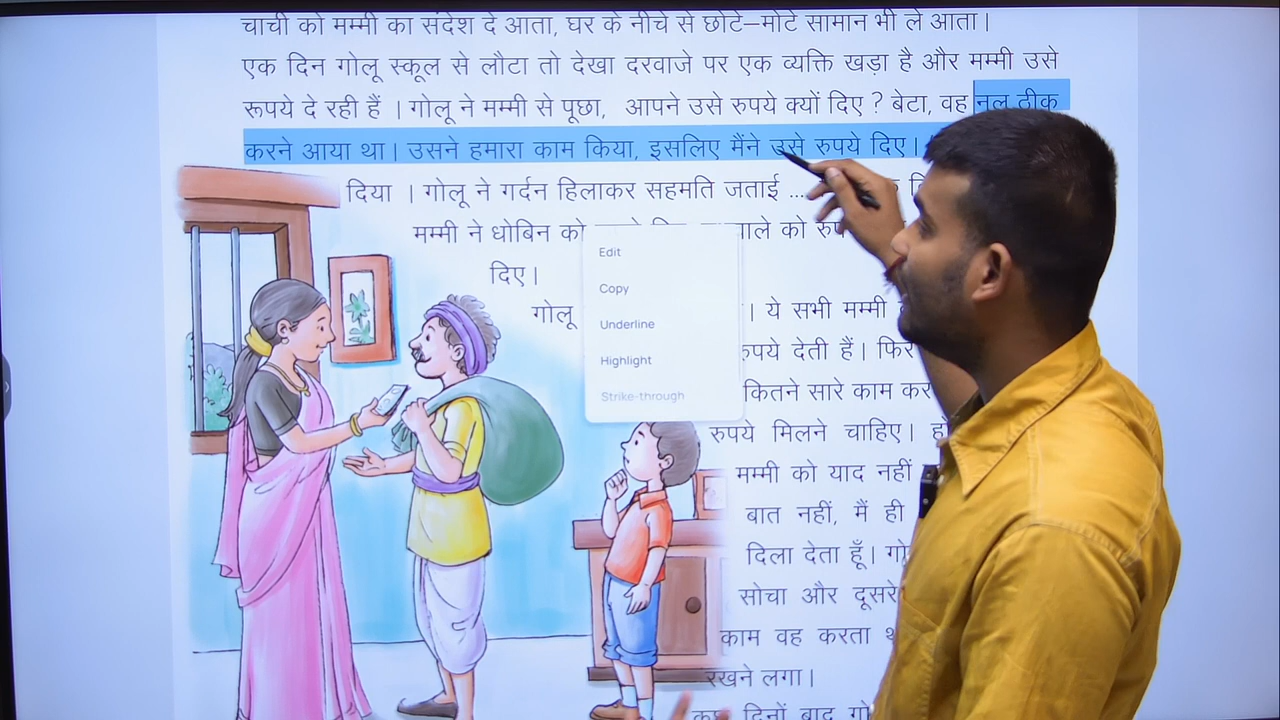 चाची को मम्मी का संदेश दे आता, घर के नीचे से छोटे–मोटे सामान भी ले आता।
एक दिन गोलू स्कूल से लौटा तो देखा दरवाजे पर एक व्यक्ति खड़ा है और मम्मी उसे
रूपये दे रही हैं । गोलू ने मम्मी से पूछा, आपने उसे रुपये क्यों दिए ? बेटा, वह नल ठीक
करने आया था। उसने हमारा काम किया, इसलिए मैंने उसे रुपये दिए।
दिया । गोलू ने गर्दन हिलाकर सहमति जताई ...
मम्मी ने धोबिन को वाले को
दिए।
गोलू । ये सभी मम्मी
रुपये देती हैं। फिर
कितने सारे काम कर
रुपये मिलने चाहिए।
मम्मी को याद नहीं
बात नहीं, मैं ही
दिला देता हूँ।
सोचा और दूसरे
काम वह करता
रखने लगा।
कुछ दिनों बाद
Edit
Copy
Underline
Highlight
Strike-through